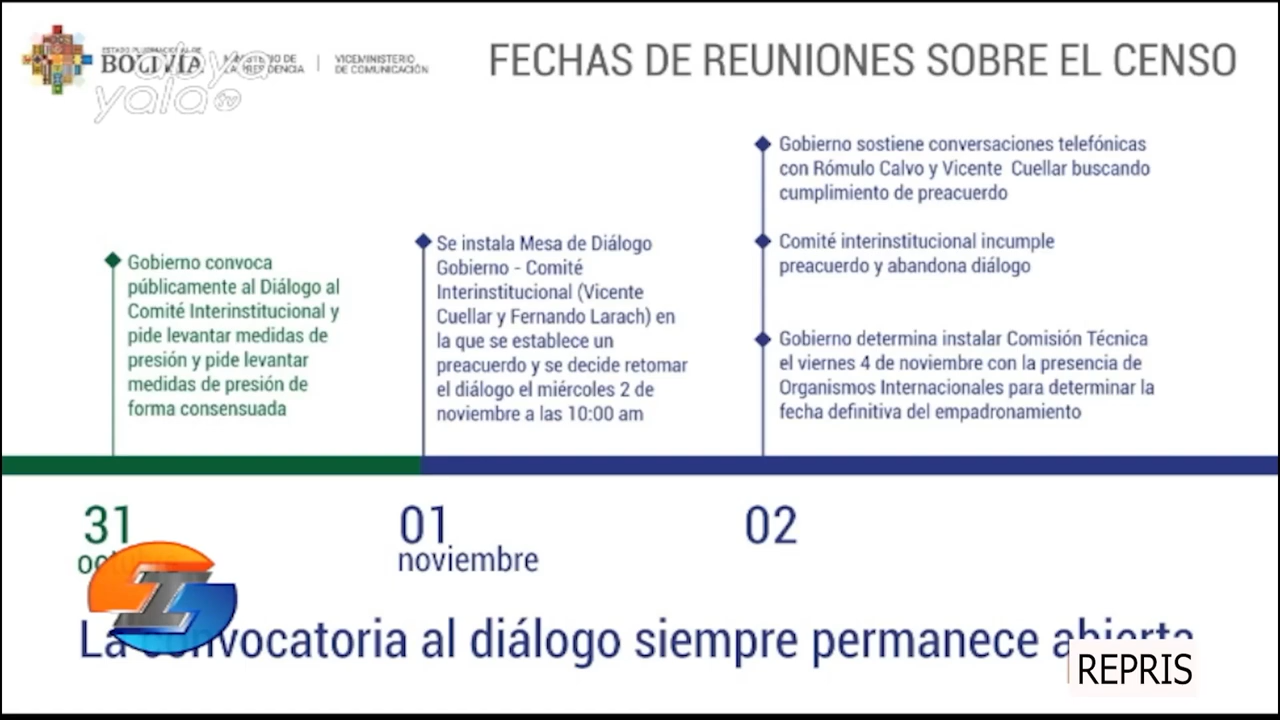 ESTADO PLURINACIONAL DE
BOLIVIA
MINISTERIO DE
LA PRESIDENCIA
VICEMINISTERIO
DE COMUNICACIÓN
abya
yala tv
FECHAS DE REUNIONES SOBRE EL CENSO
Gobierno convoca
públicamente al Diálogo al
Comité Interinstitucional y
pide levantar medidas de
presión y pide levantar
medidas de presión de
forma consensuada
Se instala Mesa de Diálogo
Gobierno - Comité
Interinstitucional (Vicente
Cuellar y Fernando Larach) en
la que se establece un
preacuerdo y se decide retomar
el diálogo el miércoles 2 de
noviembre a las 10:00 am
Gobierno sostiene conversaciones telefónicas
con Rómulo Calvo y Vicente Cuellar buscando
cumplimiento de preacuerdo
Comité interinstitucional incumple
preacuerdo y abandona diálogo
Gobierno determina instalar Comisión Técnica
el viernes 4 de noviembre con la presencia de
Organismos Internacionales para determinar la
fecha definitiva del empadronamiento
31
octubre
01
noviembre
02
La convocatoria al diálogo siempre permanece abierta
REPRIS